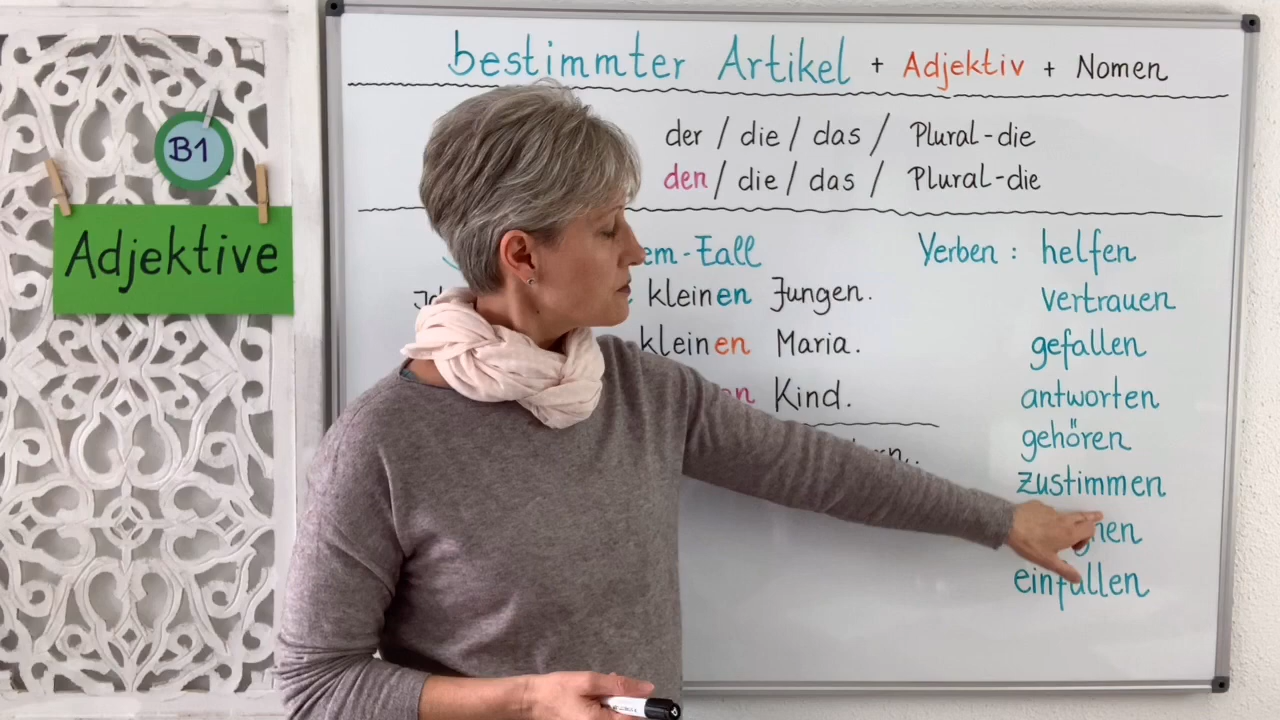 bestimmter Artikel + Adjektiv + Nomen
B1
Adjektive
der / die / das / Plural-die
den / die / das / Plural-die
em-Fall
kleinen Jungen.
kleinen Maria.
en Kind.
Verben : helfen
vertrauen
gefallen
antworten
gehören
zustimmen
einfallen